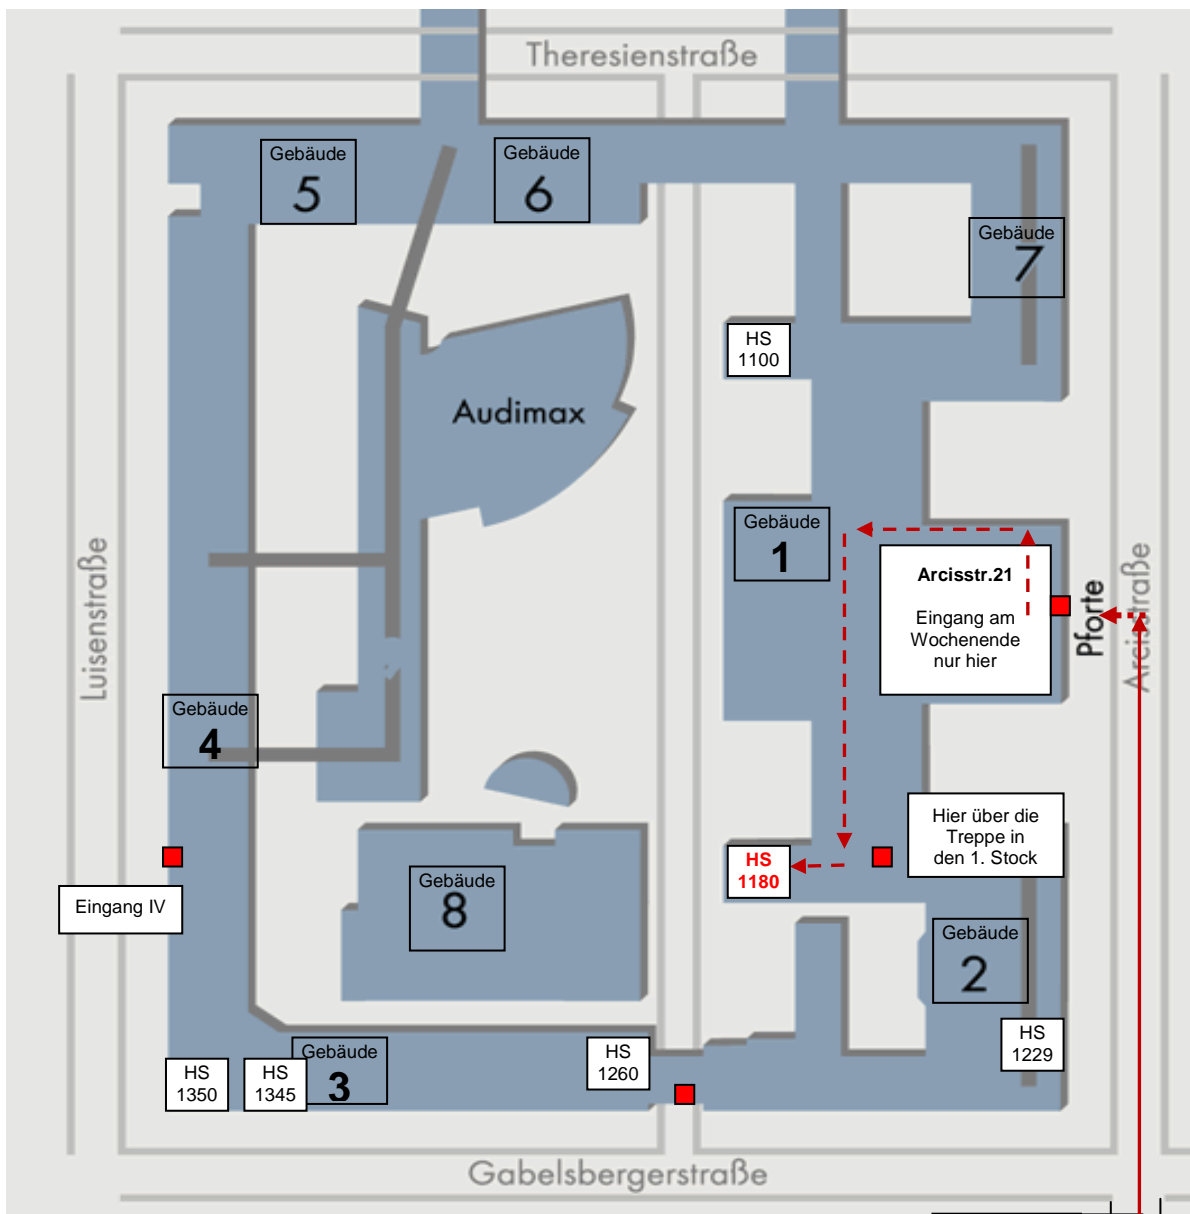 Theresienstraße
Gebäude
5
Gebäude
6
Gebäude
7
HS
1100
Audimax
Gebäude
1
Arcisstr.21
Eingang am
Wochenende
nur hier
Pforte
Arcisstraße
Luisenstraße
Gebäude
4
Hier über die
Treppe in
den 1. Stock
HS
1180
Eingang IV
Gebäude
8
Gebäude
2
HS
1229
HS
1260
Gebäude
3
HS
1350
HS
1345
Gabelsbergerstraße